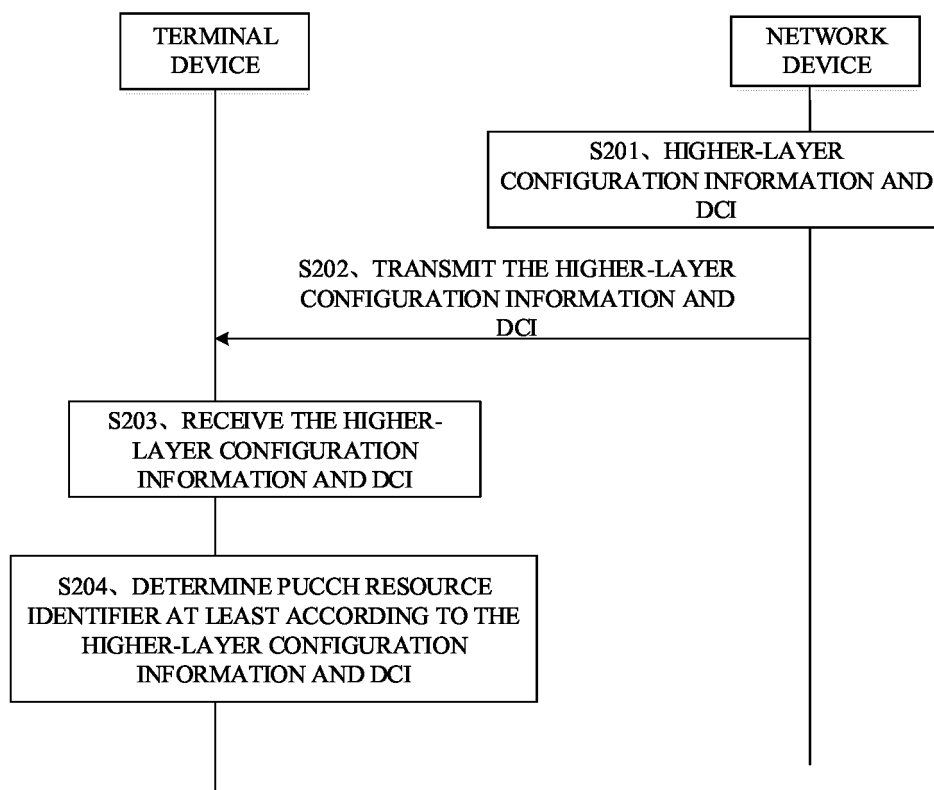 TERMINAL
DEVICE
NETWORK
DEVICE
S201、HIGHER-LAYER
CONFIGURATION INFORMATION AND
DCI
S202、TRANSMIT THE HIGHER-LAYER
CONFIGURATION INFORMATION AND
DCI
S203、RECEIVE THE HIGHER-
LAYER CONFIGURATION
INFORMATION AND DCI
S204、DETERMINE PUCCH RESOURCE
IDENTIFIER AT LEAST ACCORDING TO THE
HIGHER-LAYER CONFIGURATION
INFORMATION AND DCI